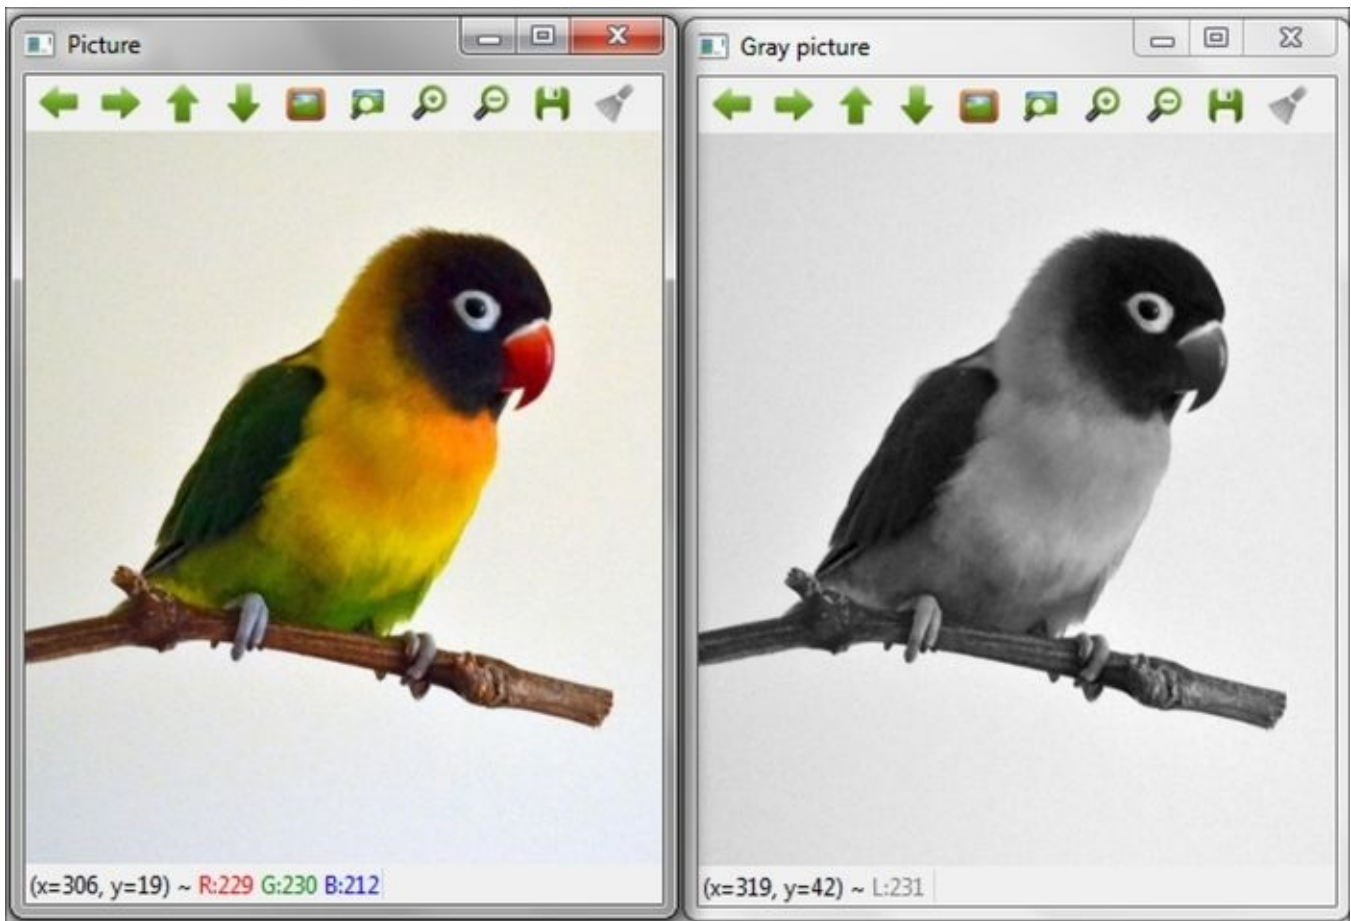 Picture
Gray picture
(x=306, y=19) ~ R:229 G:230 B:212
(x=319, y=42) ~ L:231